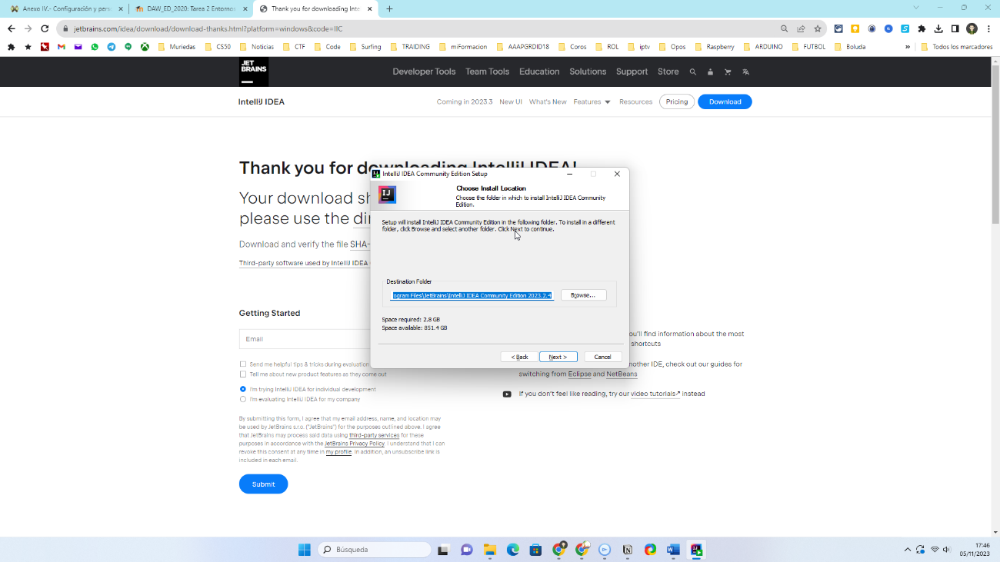 Anexo IV.- Configuración y pers
DAW_ED_2020: Tarea 2 Entornos
Thank you for downloading Inte
jetbrains.com/idea/download/download-thanks.html?platform=windows&code=IIC
Muriedas
CS50
Noticias
CTF
Code
Surfing
TRAIDING
miFormacion
AAAPGRDID18
Coros
ROL
iptv
Opos
Raspberry
ARDUINO
FUTBOL
Boluda
»
Todos los marcadores
JET
BRAINS
Developer Tools
Team Tools
Education
Solutions
Support
Store
IntelliJ IDEA
Coming in 2023.3
New UI
What's New
Features
Resources
Pricing
Download
Thank you for downloading IntelliJ IDEA!
Your download sh
please use the dir
Download and verify the file SHA-
Third-party software used by IntelliJ IDEA
Getting Started
Email
Send me helpful tips & tricks during evaluation
Tell me about new product features as they come out
I'm trying IntelliJ IDEA for individual development
I'm evaluating IntelliJ IDEA for my company
By submitting this form, I agree that my email address, name, and location may
be used by JetBrains s.r.o. ("JetBrains") for the purposes outlined above. I agree
that JetBrains may process said data using third-party services for these
purposes in accordance with the JetBrains Privacy Policy. I understand that I can
revoke this consent at any time in my profile. In addition, an unsubscribe link is
included in each email.
Submit
IntelliJ IDEA Community Edition Setup
Choose Install Location
Choose the folder in which to install IntelliJ IDEA Community
Edition.
Setup will install IntelliJ IDEA Community Edition in the following folder. To install in a different
folder, click Browse and select another folder. Click Next to continue.
Destination Folder
ogram Files\JetBrains\IntelliJ IDEA Community Edition 2023.2.4
Browse...
Space required: 2.8 GB
Space available: 851.4 GB
< Back
Next >
Cancel
ou'll find information about the most
shortcuts
nother IDE, check out our guides for
switching from Eclipse and NetBeans
If you don't feel like reading, try our video tutorials↗ instead
Búsqueda
17:46
05/11/2023